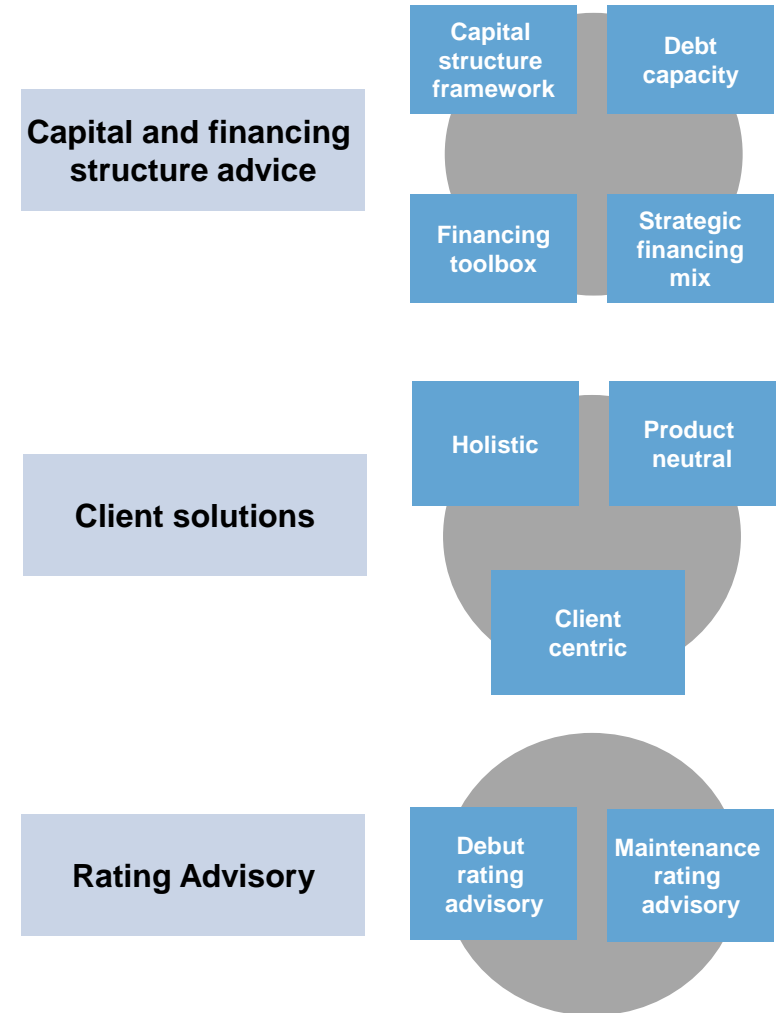 Capital and financing
structure advice
Capital
structure
framework
Debt
capacity
Financing
toolbox
Strategic
financing
mix
Client solutions
Holistic
Product
neutral
Client
centric
Rating Advisory
Debut
rating
advisory
Maintenance
rating
advisory